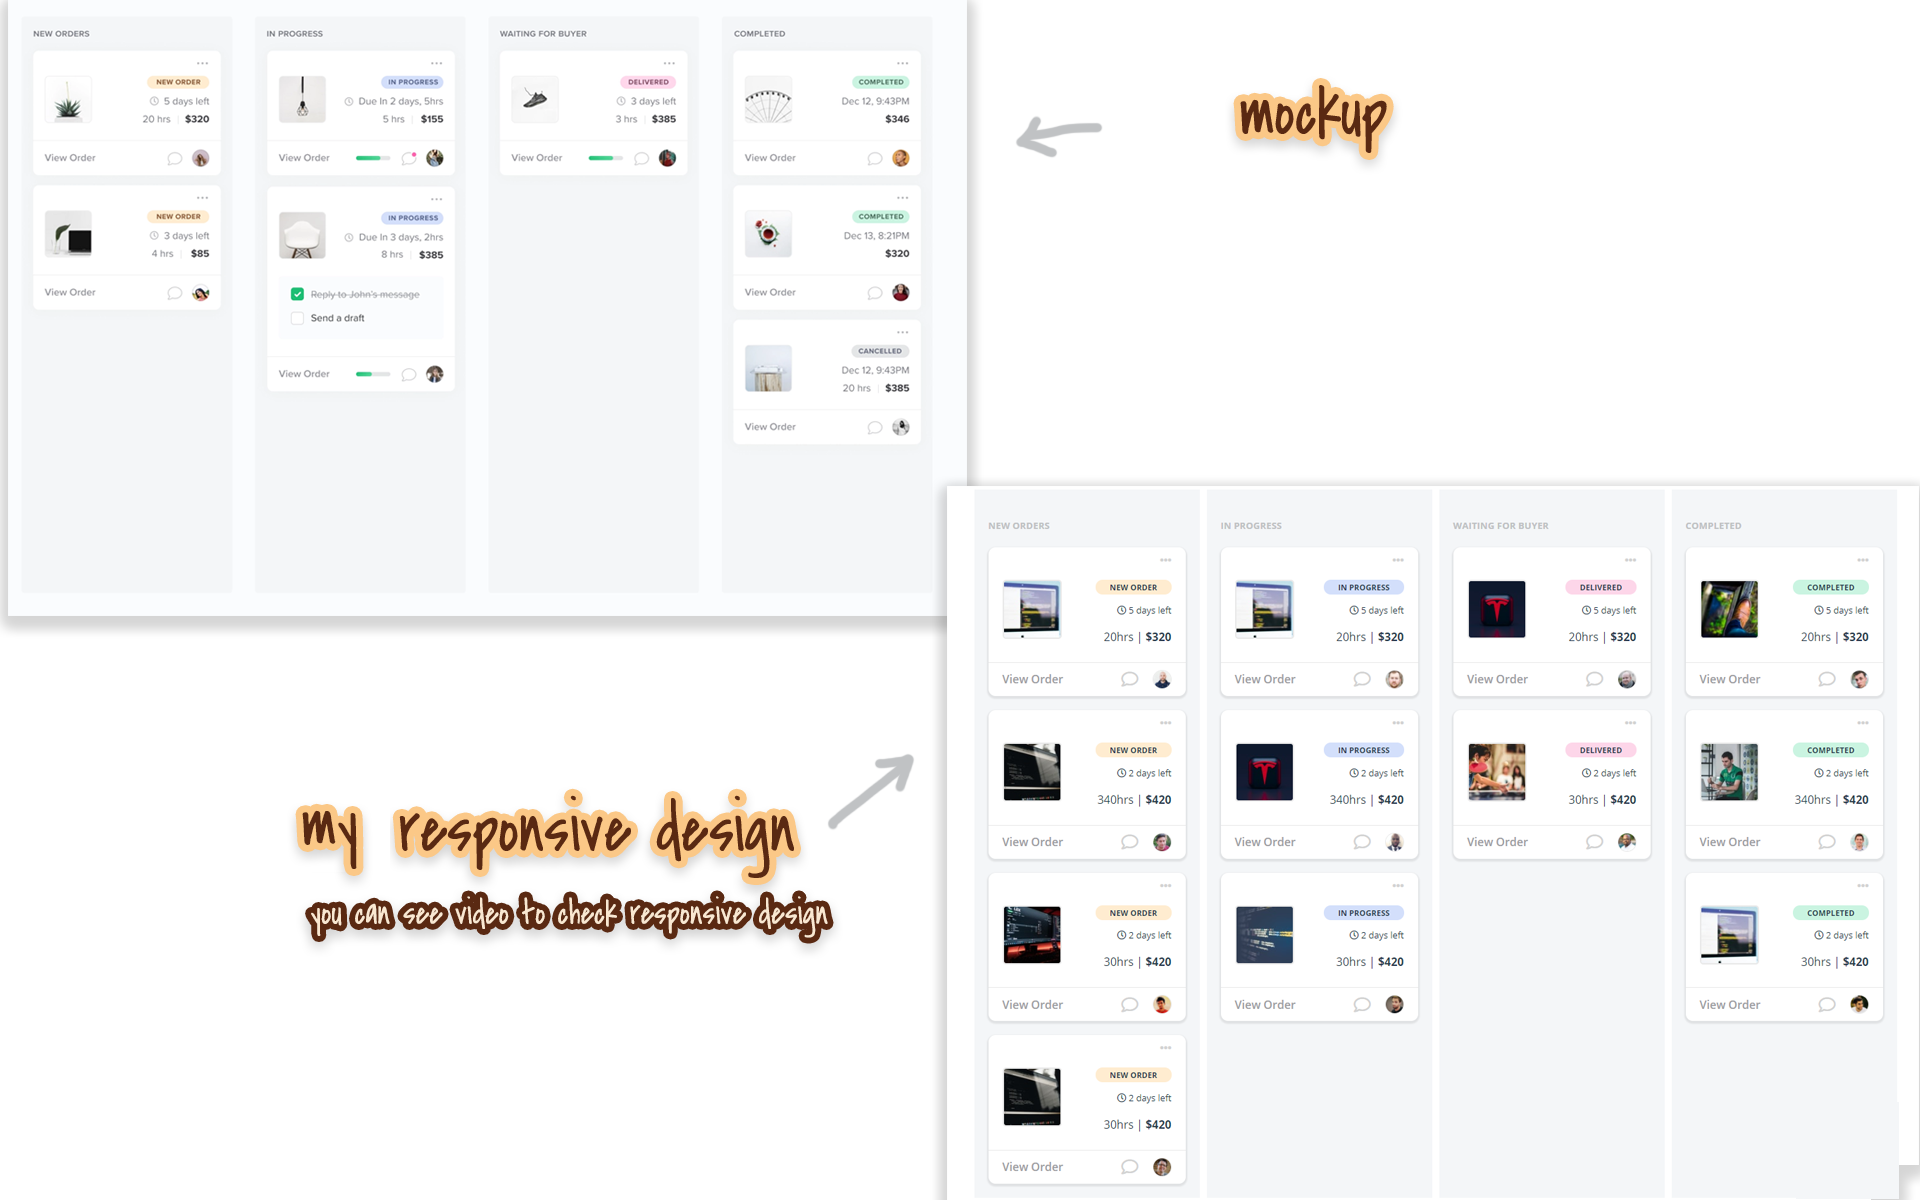 NEW ORDERS
NEW ORDER
5 days left
20 hrs | $320
View Order
NEW ORDER
3 days left
4 hrs | $85
View Order
IN PROGRESS
IN PROGRESS
Due In 2 days, 5hrs
5 hrs | $155
View Order
IN PROGRESS
Due In 3 days, 2hrs
8 hrs | $385
Reply to John's message
Send a draft
View Order
WAITING FOR BUYER
DELIVERED
3 days left
3 hrs | $385
View Order
COMPLETED
COMPLETED
Dec 12, 9:43PM
$346
View Order
COMPLETED
Dec 13, 8:21PM
$320
View Order
CANCELLED
Dec 12, 9:43PM
20 hrs | $385
View Order
mockup
my responsive design
you can see video to check responsive design
NEW ORDERS
NEW ORDER
5 days left
20hrs | $320
View Order
NEW ORDER
2 days left
340hrs | $420
View Order
NEW ORDER
2 days left
30hrs | $420
View Order
NEW ORDER
2 days left
30hrs | $420
View Order
IN PROGRESS
IN PROGRESS
5 days left
20hrs | $320
View Order
IN PROGRESS
2 days left
340hrs | $420
View Order
IN PROGRESS
2 days left
30hrs | $420
View Order
WAITING FOR BUYER
DELIVERED
5 days left
20hrs | $320
View Order
DELIVERED
2 days left
30hrs | $420
View Order
COMPLETED
COMPLETED
5 days left
20hrs | $320
View Order
COMPLETED
2 days left
340hrs | $420
View Order
COMPLETED
2 days left
30hrs | $420
View Order